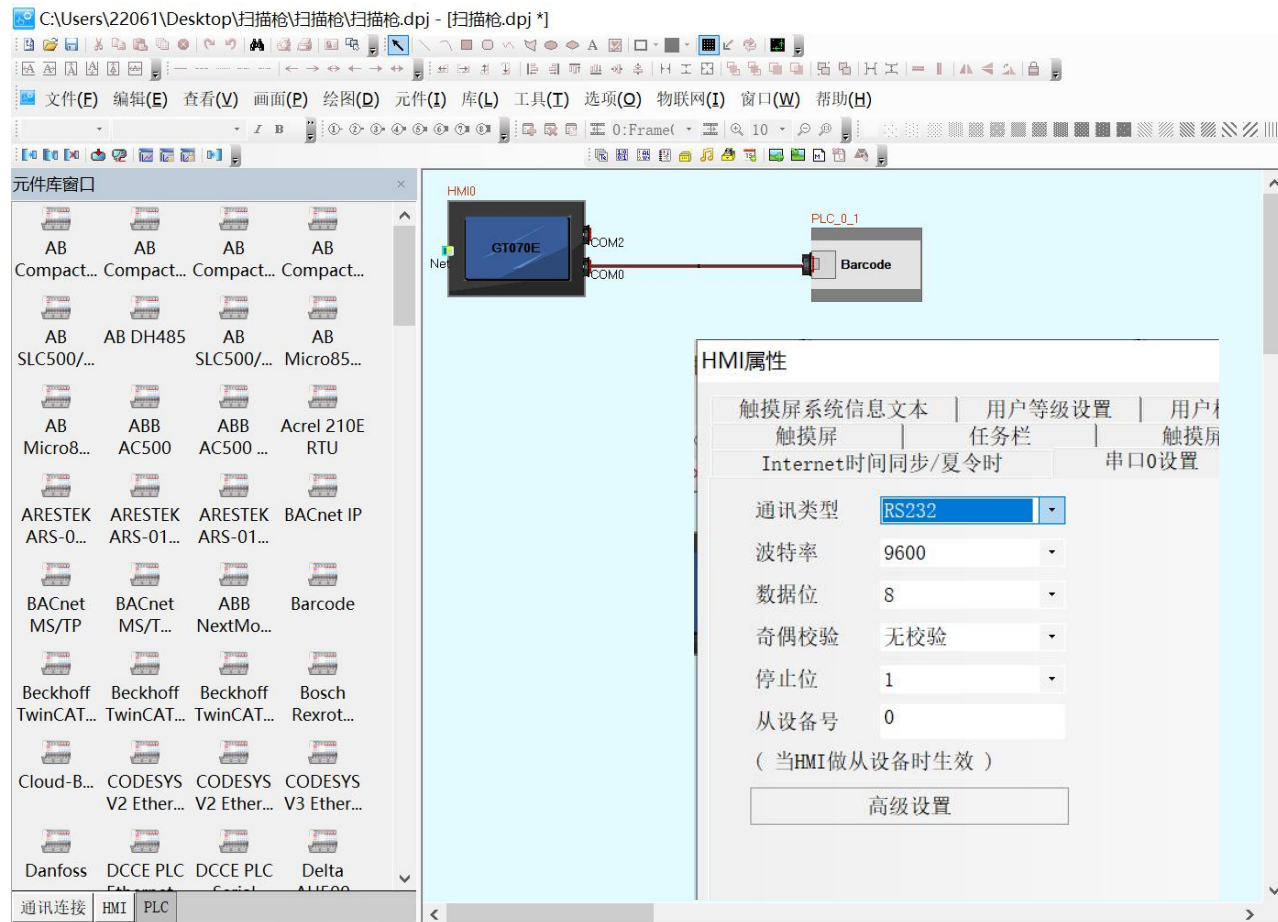 C:\Users\22061\Desktop\扫描枪\扫描枪\扫描枪.dpj - [扫描枪.dpj *]
文件(F) 编辑(E) 查看(V) 画面(P) 绘图(D) 元件(I) 库(L) 工具(T) 选项(O) 物联网(I) 窗口(W) 帮助(H)
0:Frame( 10
元件库窗口
AB Compact... AB Compact... AB Compact... AB Compact...
AB SLC500/... AB DH485 AB SLC500/... AB Micro85...
AB Micro8... ABB AC500 ABB AC500 ... Acrel 210E RTU
ARESTEK ARS-0... ARESTEK ARS-01... ARESTEK ARS-01... BACnet IP
BACnet MS/TP BACnet MS/T... ABB NextMo... Barcode
Beckhoff TwinCAT... Beckhoff TwinCAT... Beckhoff TwinCAT... Bosch Rexrot...
Cloud-B... CODESYS V2 Ether... CODESYS V2 Ether... CODESYS V3 Ether...
Danfoss DCCE PLC DCCE PLC Delta
通讯连接 HMI PLC
HMI0
GT070E
COM2
COM0
Net
PLC_0_1
Barcode
HMI属性
触摸屏系统信息文本 用户等级设置
触摸屏 任务栏
Internet时间同步/夏令时 串口0设置
通讯类型 RS232
波特率 9600
数据位 8
奇偶校验 无校验
停止位 1
从设备号 0
( 当HMI做从设备时生效 )
高级设置